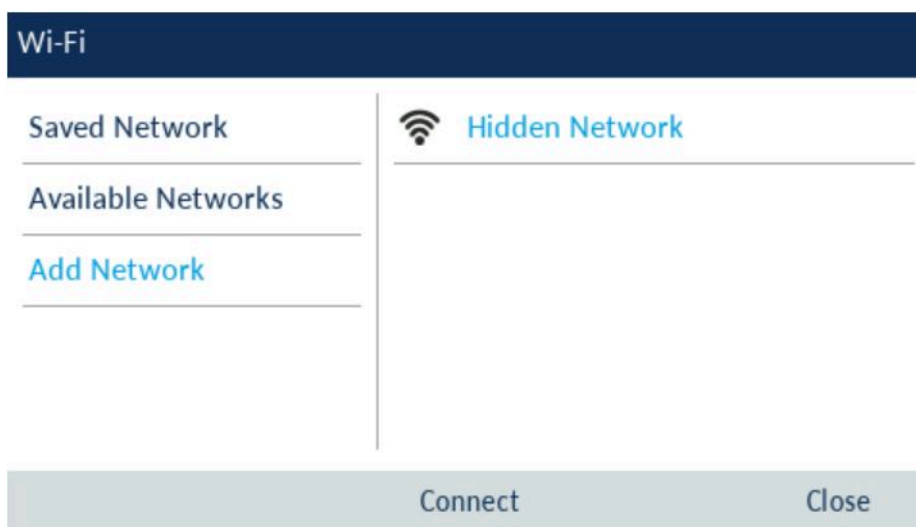 Wi-Fi
Saved Network
Available Networks
Add Network
Hidden Network
Connect
Close